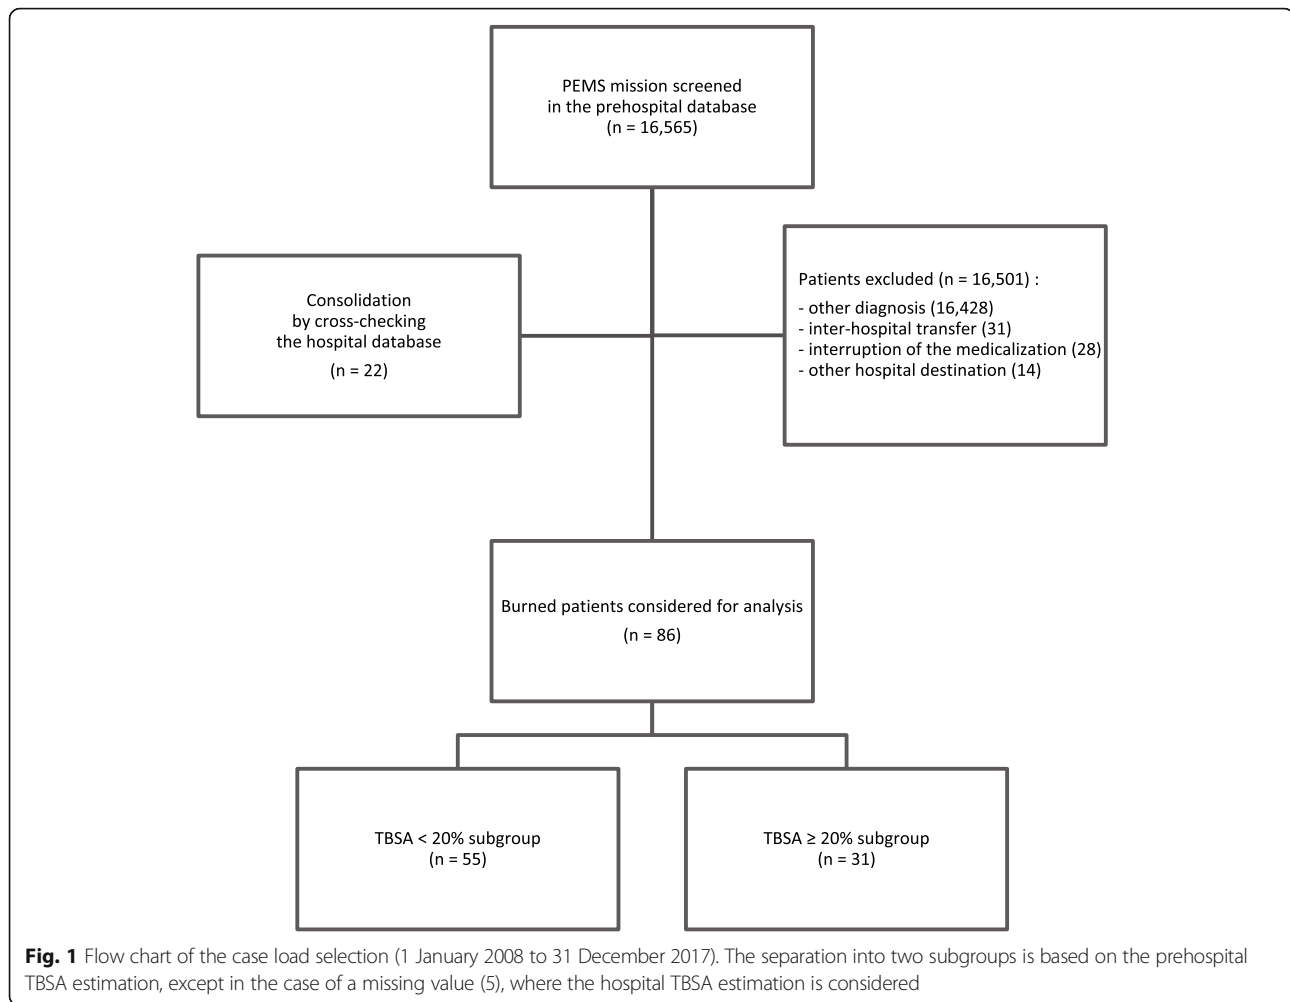 PEMS mission screened
in the prehospital database
(n = 16,565)
Consolidation
by cross-checking
the hospital database
(n = 22)
Patients excluded (n = 16,501) :
- other diagnosis (16,428)
- inter-hospital transfer (31)
- interruption of the medicalization (28)
- other hospital destination (14)
Burned patients considered for analysis
(n = 86)
TBSA < 20% subgroup
(n = 55)
TBSA ≥ 20% subgroup
(n = 31)
Fig. 1 Flow chart of the case load selection (1 January 2008 to 31 December 2017). The separation into two subgroups is based on the prehospital
TBSA estimation, except in the case of a missing value (5), where the hospital TBSA estimation is considered